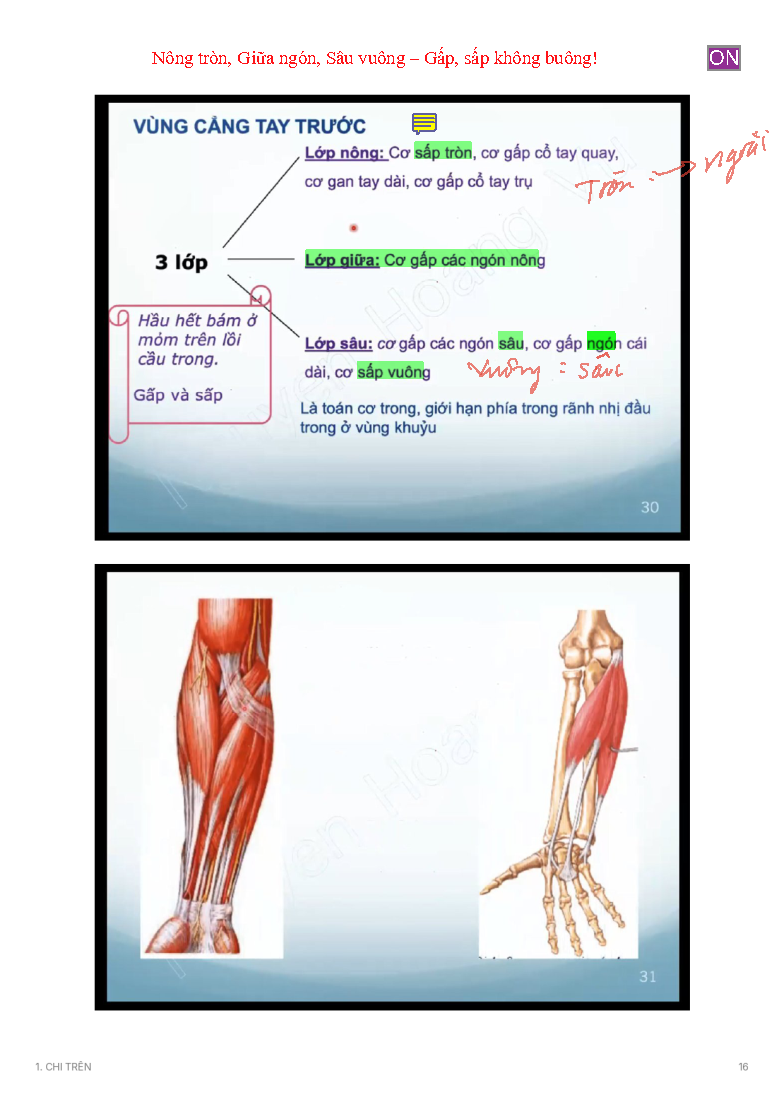 Nông tròn, Giữa ngón, Sâu vuông – Gấp, sấp không buông!
ON
VÙNG CẲNG TAY TRƯỚC
Lớp nông: Cơ sấp tròn, cơ gấp cổ tay quay,
cơ gan tay dài, cơ gấp cổ tay trụ
Tròn :-> ngoài
3 lớp
Lớp giữa: Cơ gấp các ngón nông
Hầu hết bám ở
mỏm trên lồi
cầu trong.
Gấp và sấp
Lớp sâu: cơ gấp các ngón sâu, cơ gấp ngón cái
dài, cơ sấp vuông
Vuông = sâu
Là toán cơ trong, giới hạn phía trong rãnh nhị đầu
trong ở vùng khuỷu
30
31
1. CHI TRÊN
16